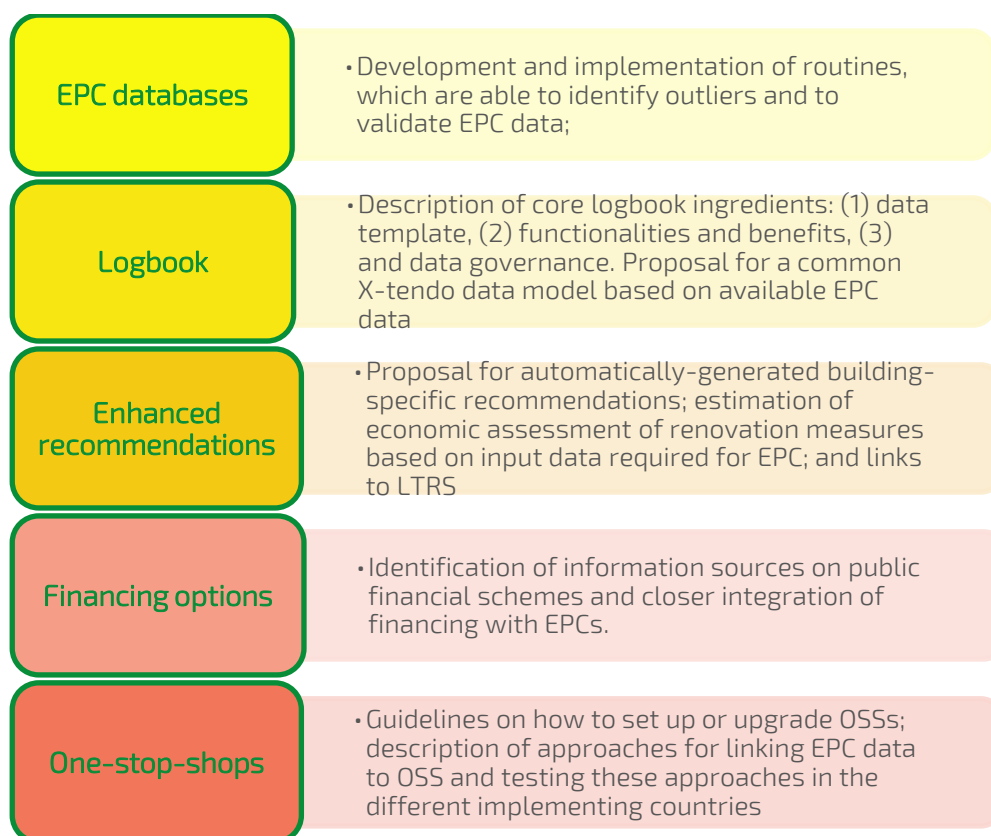 EPC databases
• Development and implementation of routines,
which are able to identify outliers and to
validate EPC data;
Logbook
• Description of core logbook ingredients: (1) data
template, (2) functionalities and benefits, (3)
and data governance. Proposal for a common
X-tendo data model based on available EPC
data
Enhanced
recommendations
• Proposal for automatically-generated building-
specific recommendations; estimation of
economic assessment of renovation measures
based on input data required for EPC; and links
to LTRS
Financing options
• Identification of information sources on public
financial schemes and closer integration of
financing with EPCs.
One-stop-shops
• Guidelines on how to set up or upgrade OSSs;
description of approaches for linking EPC data
to OSS and testing these approaches in the
different implementing countries